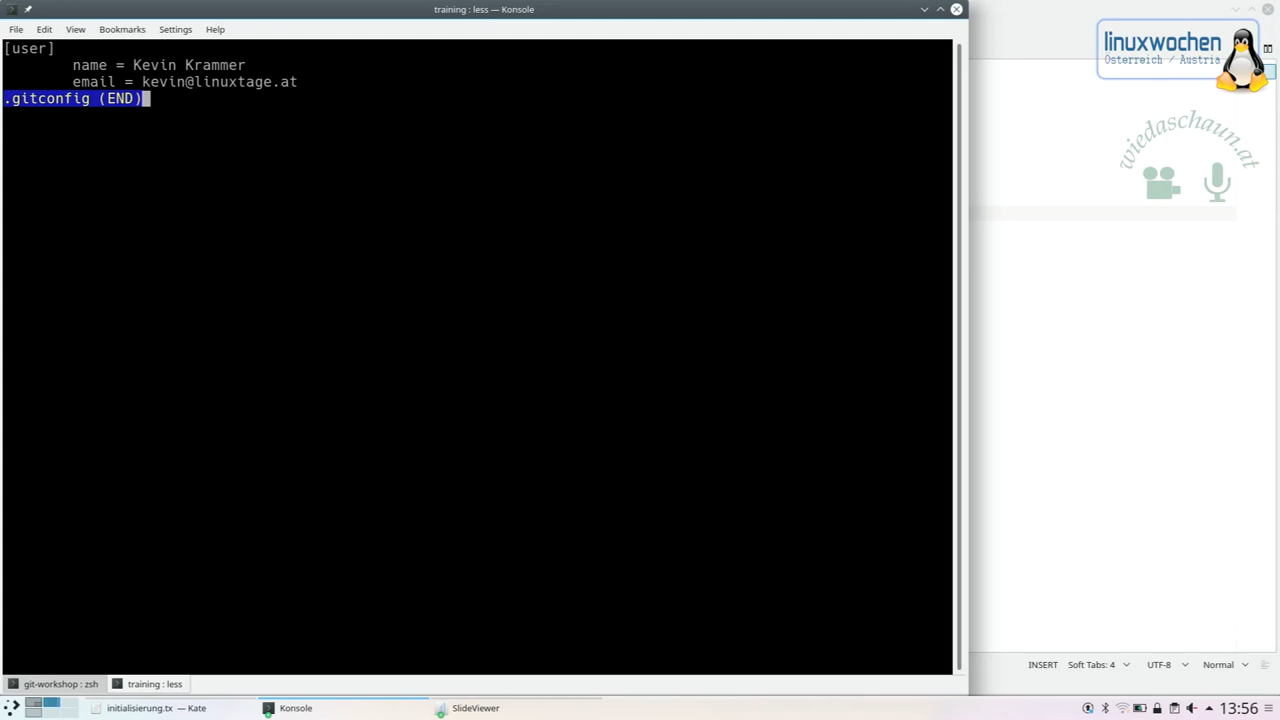 training : less — Konsole
File Edit View Bookmarks Settings Help
[user]
name = Kevin Krammer
email = kevin@linuxtage.at
.gitconfig (END)
linuxwochen
Österreich / Austria
wiedaschaun.at
INSERT Soft Tabs: 4 UTF-8 Normal
git-workshop : zsh training : less
initialisierung.tx — Kate Konsole SlideViewer 13:56